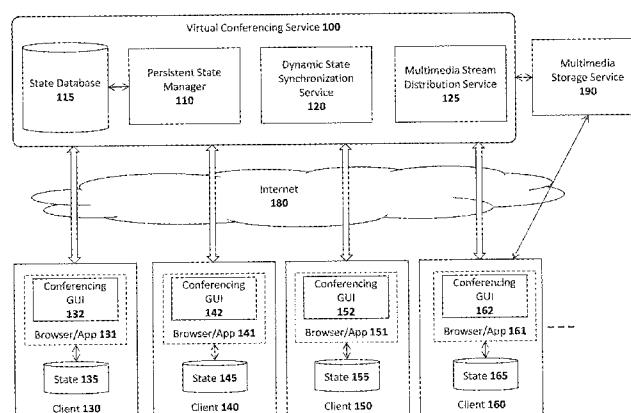 Virtual Conferencing Service 100
State Database
115
Persistent State
Manager
110
Dynamic State
Synchronization
Service
120
Multimedia Stream
Distribution Service
125
Multimedia
Storage Service
190
Internet
180
Conferencing
GUI
132
Browser/App 131
State 135
Client 130
Conferencing
GUI
142
Browser/App 141
State 145
Client 140
Conferencing
GUI
152
Browser/App 151
State 155
Client 150
Conferencing
GUI
162
Browser/App 161
State 165
Client 160